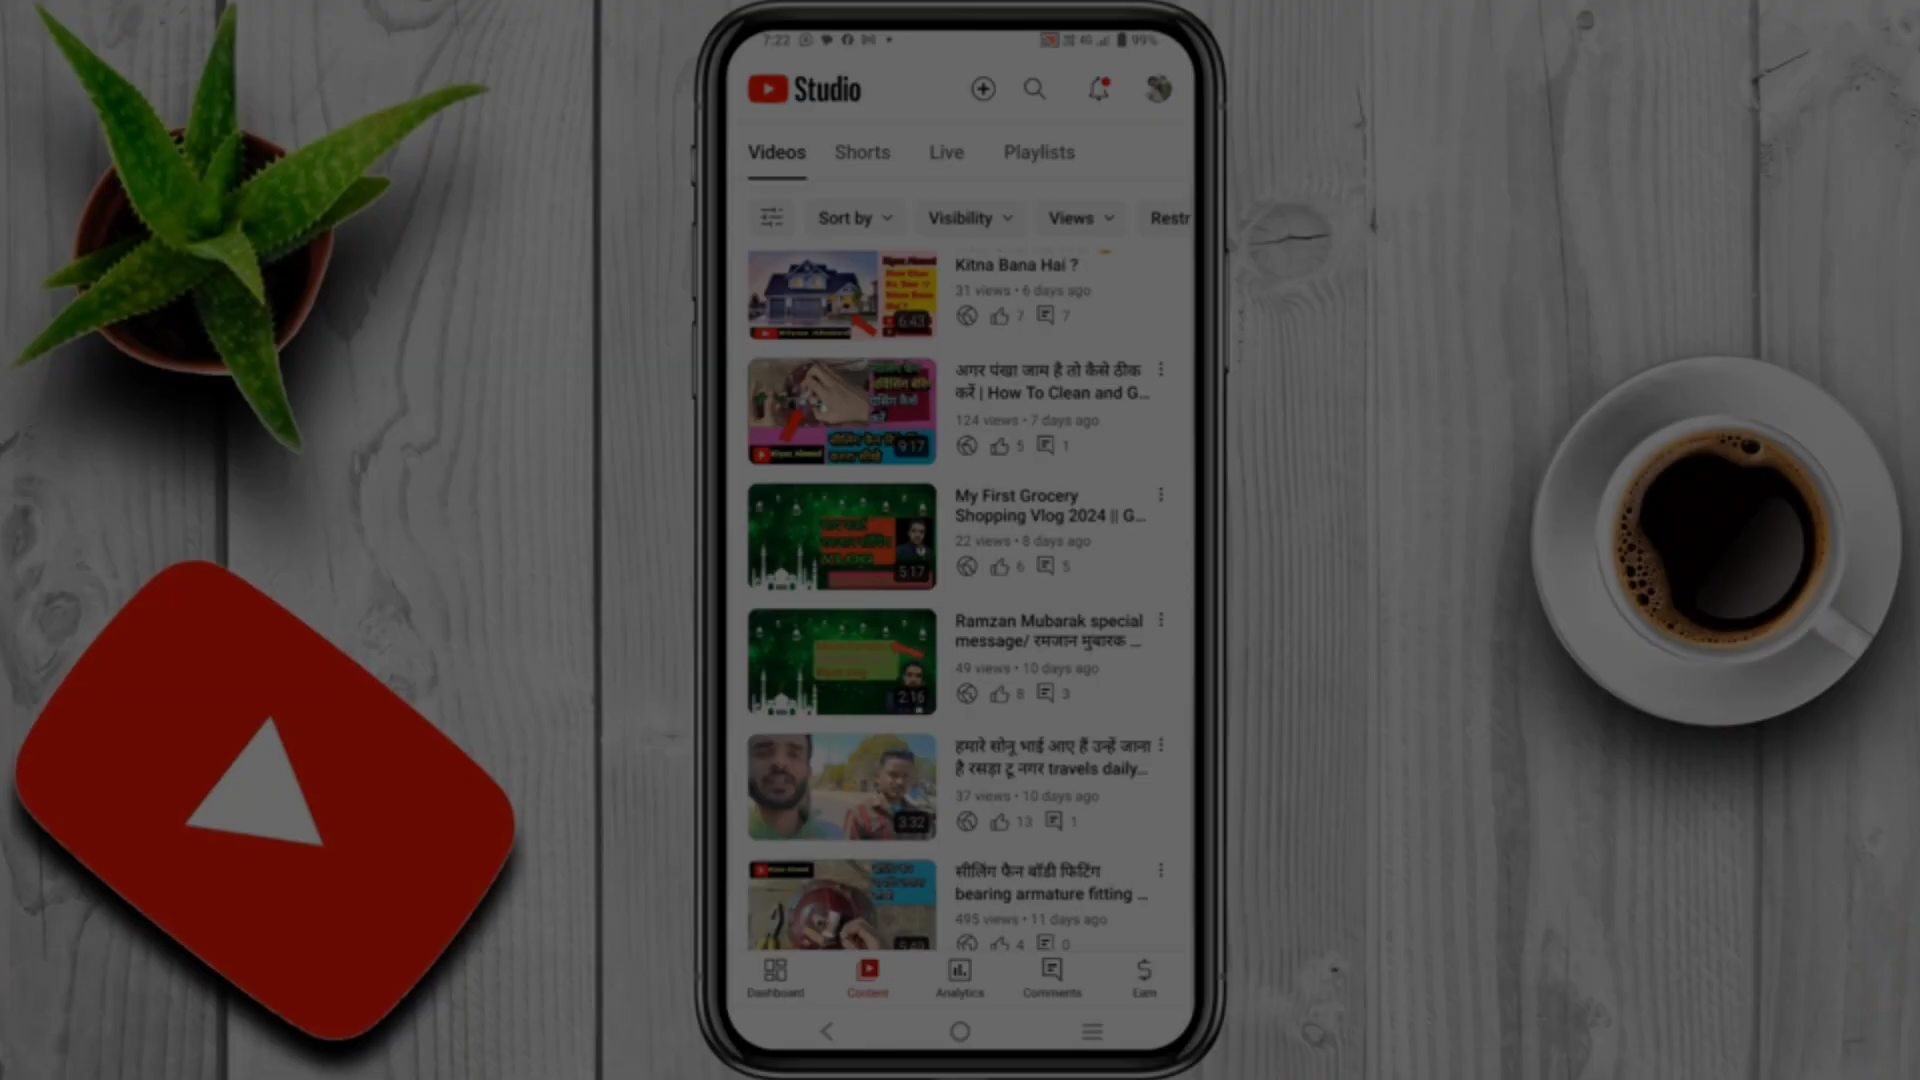 7:22
4G 99%
Studio
Videos Shorts Live Playlists
Sort by Visibility Views Restr
Kitna Bana Hai ?
31 views • 6 days ago
7 7
6:43
अगर पंखा जाम है तो कैसे ठीक
करें | How To Clean and G...
124 views • 7 days ago
5 1
9:17
My First Grocery
Shopping Vlog 2024 || G...
22 views • 8 days ago
6 5
5:17
Ramzan Mubarak special
message/ रमजान मुबारक ...
49 views • 10 days ago
8 3
2:16
हमारे सोनू भाई आए हैं उन्हें जाना
है रसड़ा टू नगर travels daily...
37 views • 10 days ago
13 1
3:32
सीलिंग फैन बॉडी फिटिंग
bearing armature fitting ...
495 views • 11 days ago
4 0
Dashboard Content Analytics Comments Earn